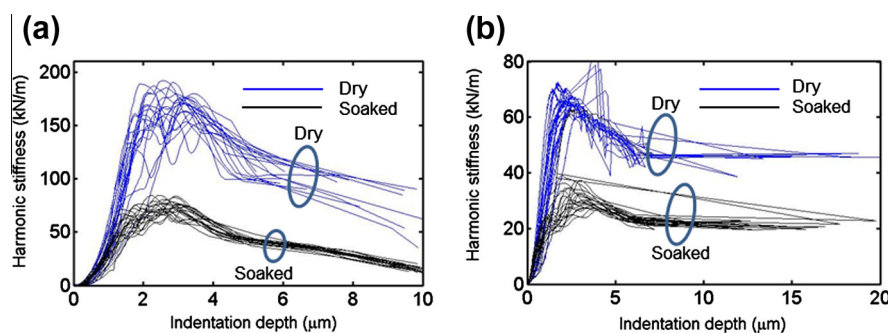 (a)
Harmonic stiffness (kN/m)
200
150
100
50
0
0 2 4 6 8 10
Indentation depth (μm)
Dry
Soaked
Dry
Soaked
(b)
Harmonic stiffness (kN/m)
80
60
40
20
0
0 5 10 15 20
Indentation depth (μm)
Dry
Soaked
Dry
Soaked